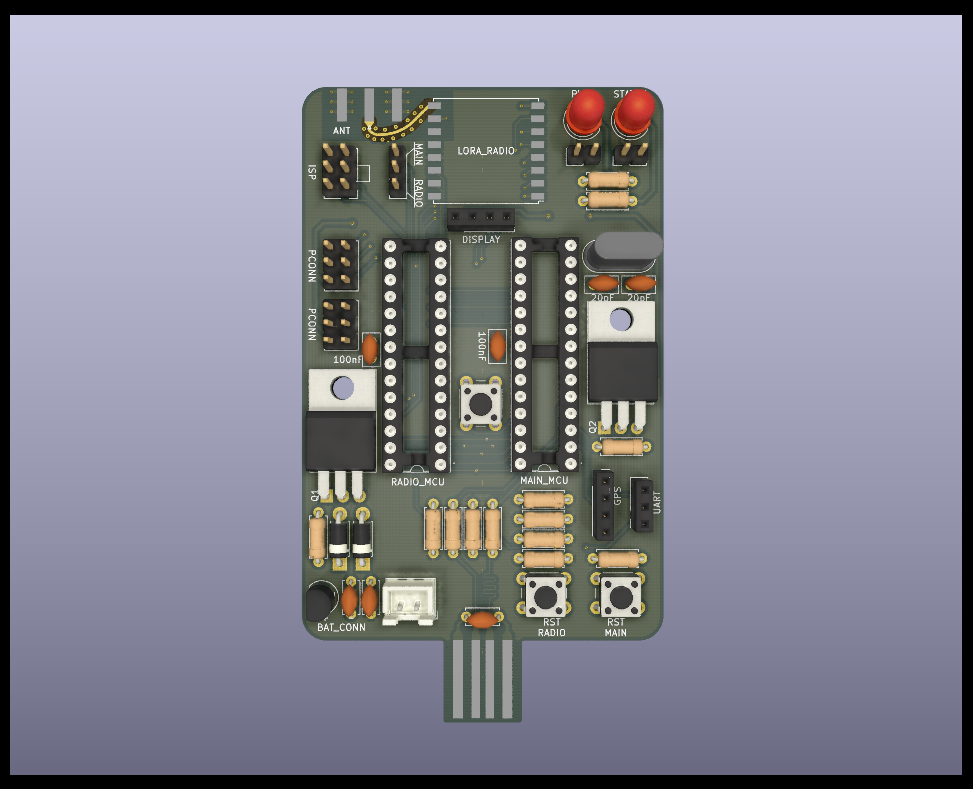 ANT
ISP
MAIN
RADIO
LORA_RADIO
DISPLAY
PCONN
PCONN
100nF
100nF
20pF
20pF
Q2
RADIO_MCU
MAIN_MCU
Q1
GPS
UART
BAT_CONN
RST
RADIO
RST
MAIN